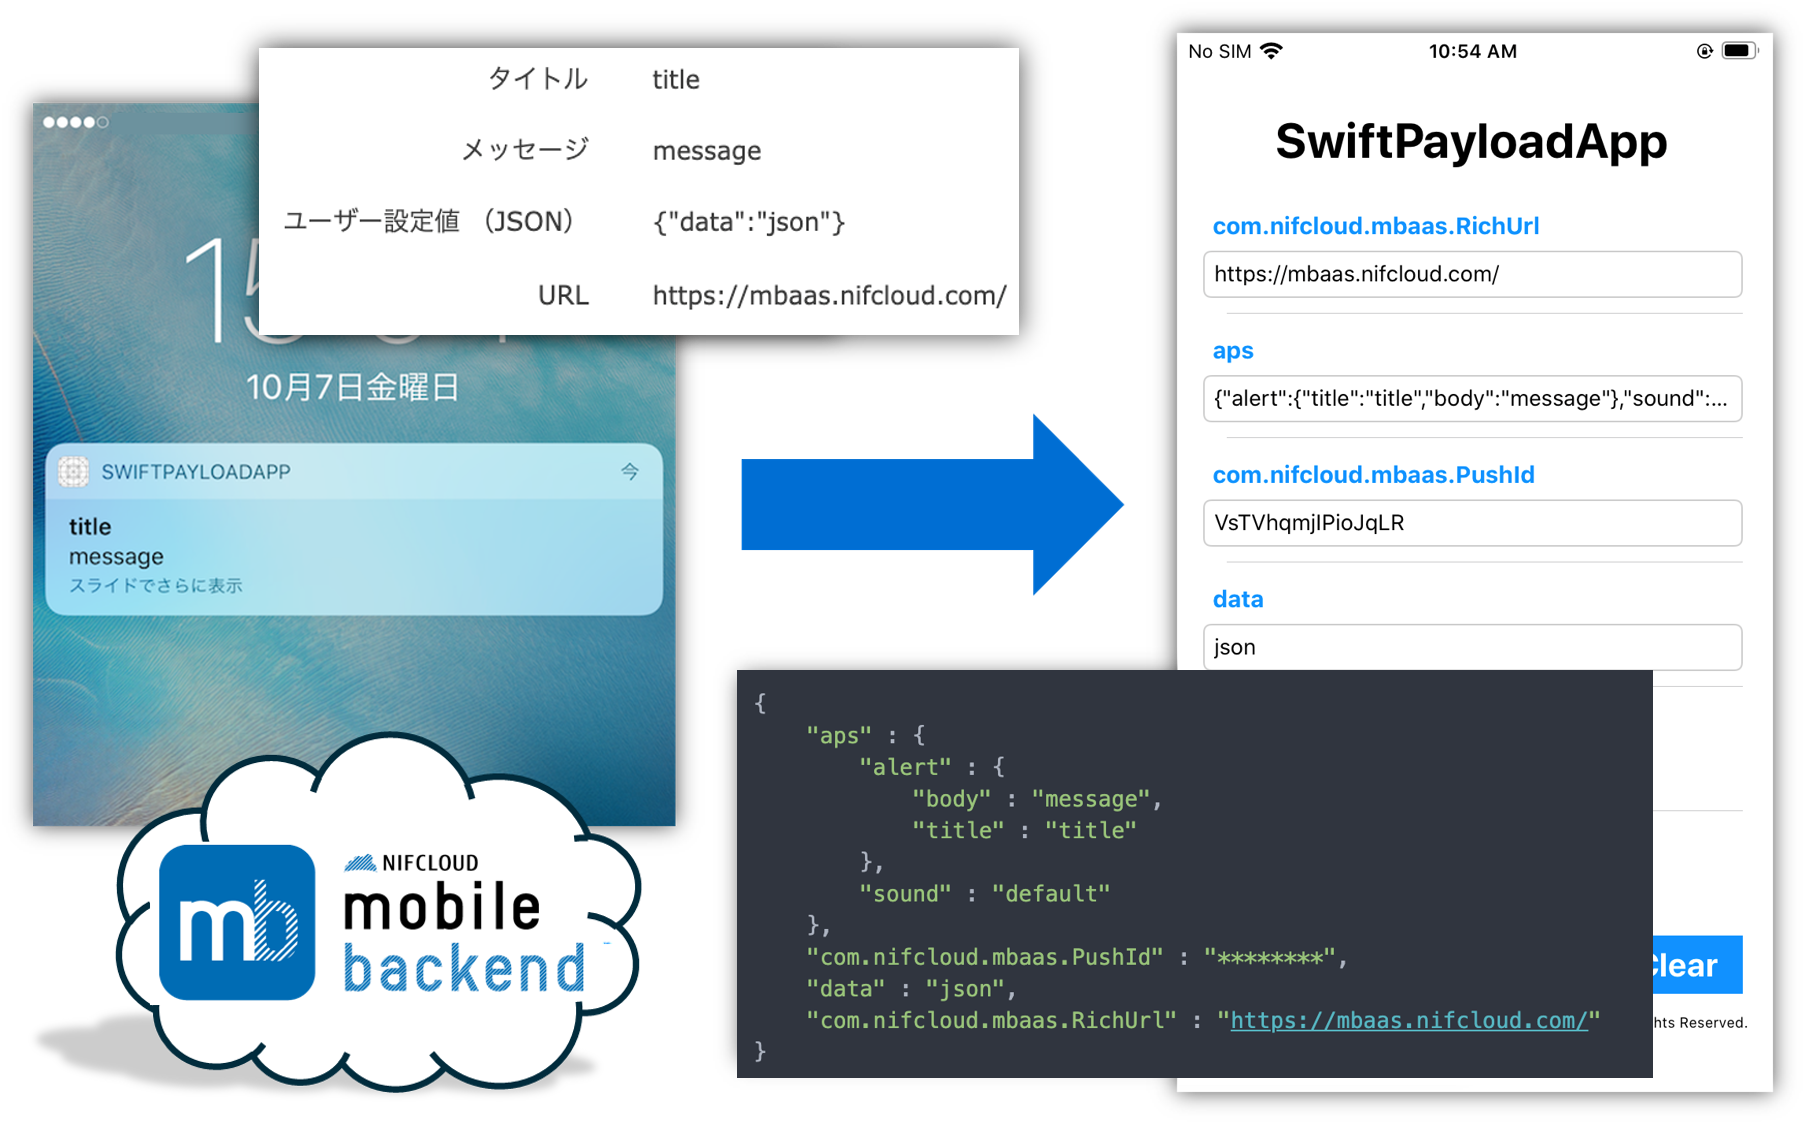 タイトル title
メッセージ message
ユーザー設定値 （JSON） {"data":"json"}
URL https://mbaas.nifcloud.com/
10月7日金曜日
SWIFTPAYLOADAPP 今
title
message
スライドでさらに表示
NIFCLOUD
mb
mobile
backend
No SIM 10:54 AM
SwiftPayloadApp
com.nifcloud.mbaas.RichUrl
https://mbaas.nifcloud.com/
aps
{"alert":{"title":"title","body":"message"},"sound":...
com.nifcloud.mbaas.PushId
VsTVhqmjIPioJqLR
data
json
{
"aps" : {
"alert" : {
"body" : "message",
"title" : "title"
},
"sound" : "default"
},
"com.nifcloud.mbaas.PushId" : "********",
"data" : "json",
"com.nifcloud.mbaas.RichUrl" : "https://mbaas.nifcloud.com/"
}
Clear
hts Reserved.